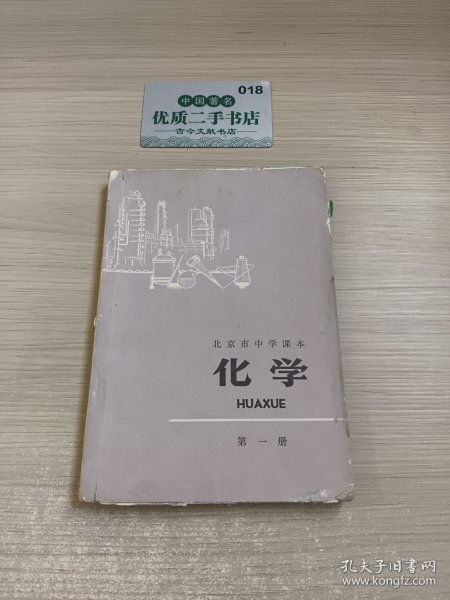 018
中国著名
优质二手书店
古今文献书店
北京市中学课本
化学
HUAXUE
第一册
孔夫子旧书网
www.kongfz.com